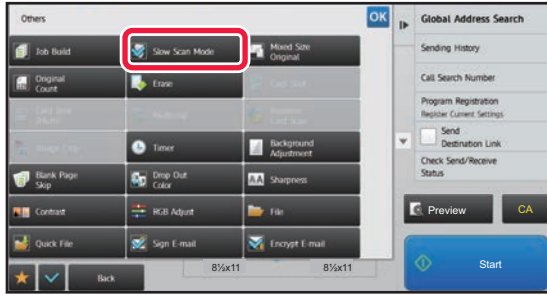 Others
OK
Job Build
Slow Scan Mode
Mixed Size
Original
Original
Count
Erase
Card Shot
Timer
Background
Adjustment
Blank Page
Skip
Drop Out
Color
Sharpness
Contrast
RGB Adjust
File
Quick File
Sign E-mail
Encrypt E-mail
Back
8½x11
8½x11
Global Address Search
Sending History
Call Search Number
Program Registration
Register Current Settings
Send
Destination Link
Check Send/Receive
Status
Preview
CA
Start